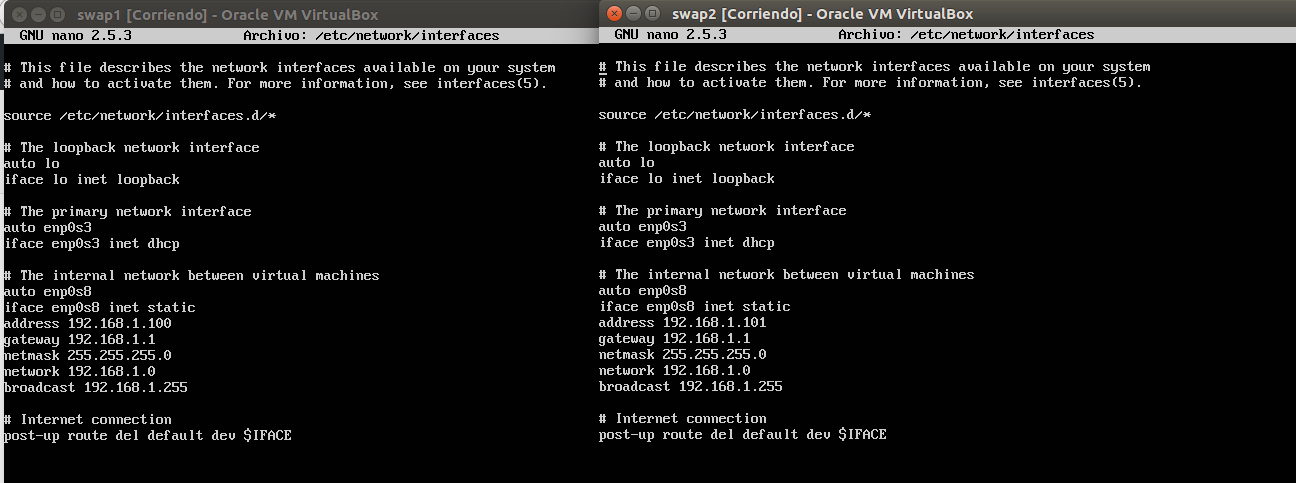 swap1 [Corriendo] - Oracle VM VirtualBox
GNU nano 2.5.3 Archivo: /etc/network/interfaces
# This file describes the network interfaces available on your system
# and how to activate them. For more information, see interfaces(5).
source /etc/network/interfaces.d/*
# The loopback network interface
auto lo
iface lo inet loopback
# The primary network interface
auto enp0s3
iface enp0s3 inet dhcp
# The internal network between virtual machines
auto enp0s8
iface enp0s8 inet static
address 192.168.1.100
gateway 192.168.1.1
netmask 255.255.255.0
network 192.168.1.0
broadcast 192.168.1.255
# Internet connection
post-up route del default dev $IFACE
swap2 [Corriendo] - Oracle VM VirtualBox
GNU nano 2.5.3 Archivo: /etc/network/interfaces
# This file describes the network interfaces available on your system
# and how to activate them. For more information, see interfaces(5).
source /etc/network/interfaces.d/*
# The loopback network interface
auto lo
iface lo inet loopback
# The primary network interface
auto enp0s3
iface enp0s3 inet dhcp
# The internal network between virtual machines
auto enp0s8
iface enp0s8 inet static
address 192.168.1.101
gateway 192.168.1.1
netmask 255.255.255.0
network 192.168.1.0
broadcast 192.168.1.255
# Internet connection
post-up route del default dev $IFACE